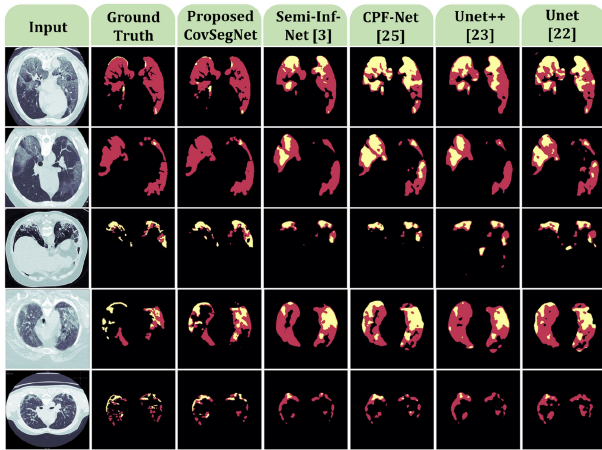 Input
Ground
Truth
Proposed
CovSegNet
Semi-Inf-
Net [3]
CPF-Net
[25]
Unet++
[23]
Unet
[22]